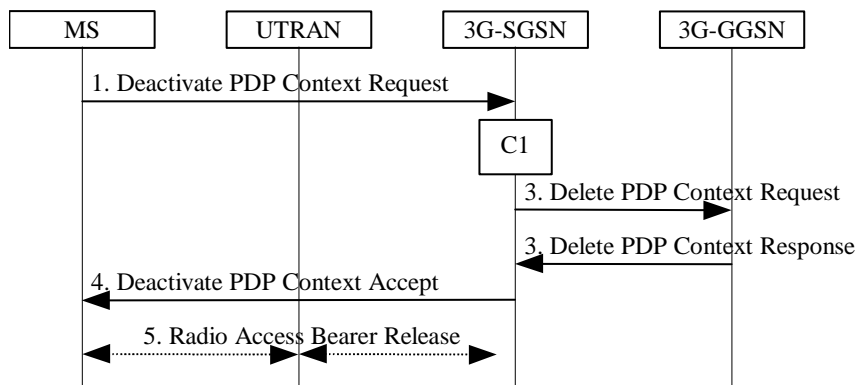 MS UTRAN 3G-SGSN 3G-GGSN
1. Deactivate PDP Context Request
C1
3. Delete PDP Context Request
3. Delete PDP Context Response
4. Deactivate PDP Context Accept
5. Radio Access Bearer Release